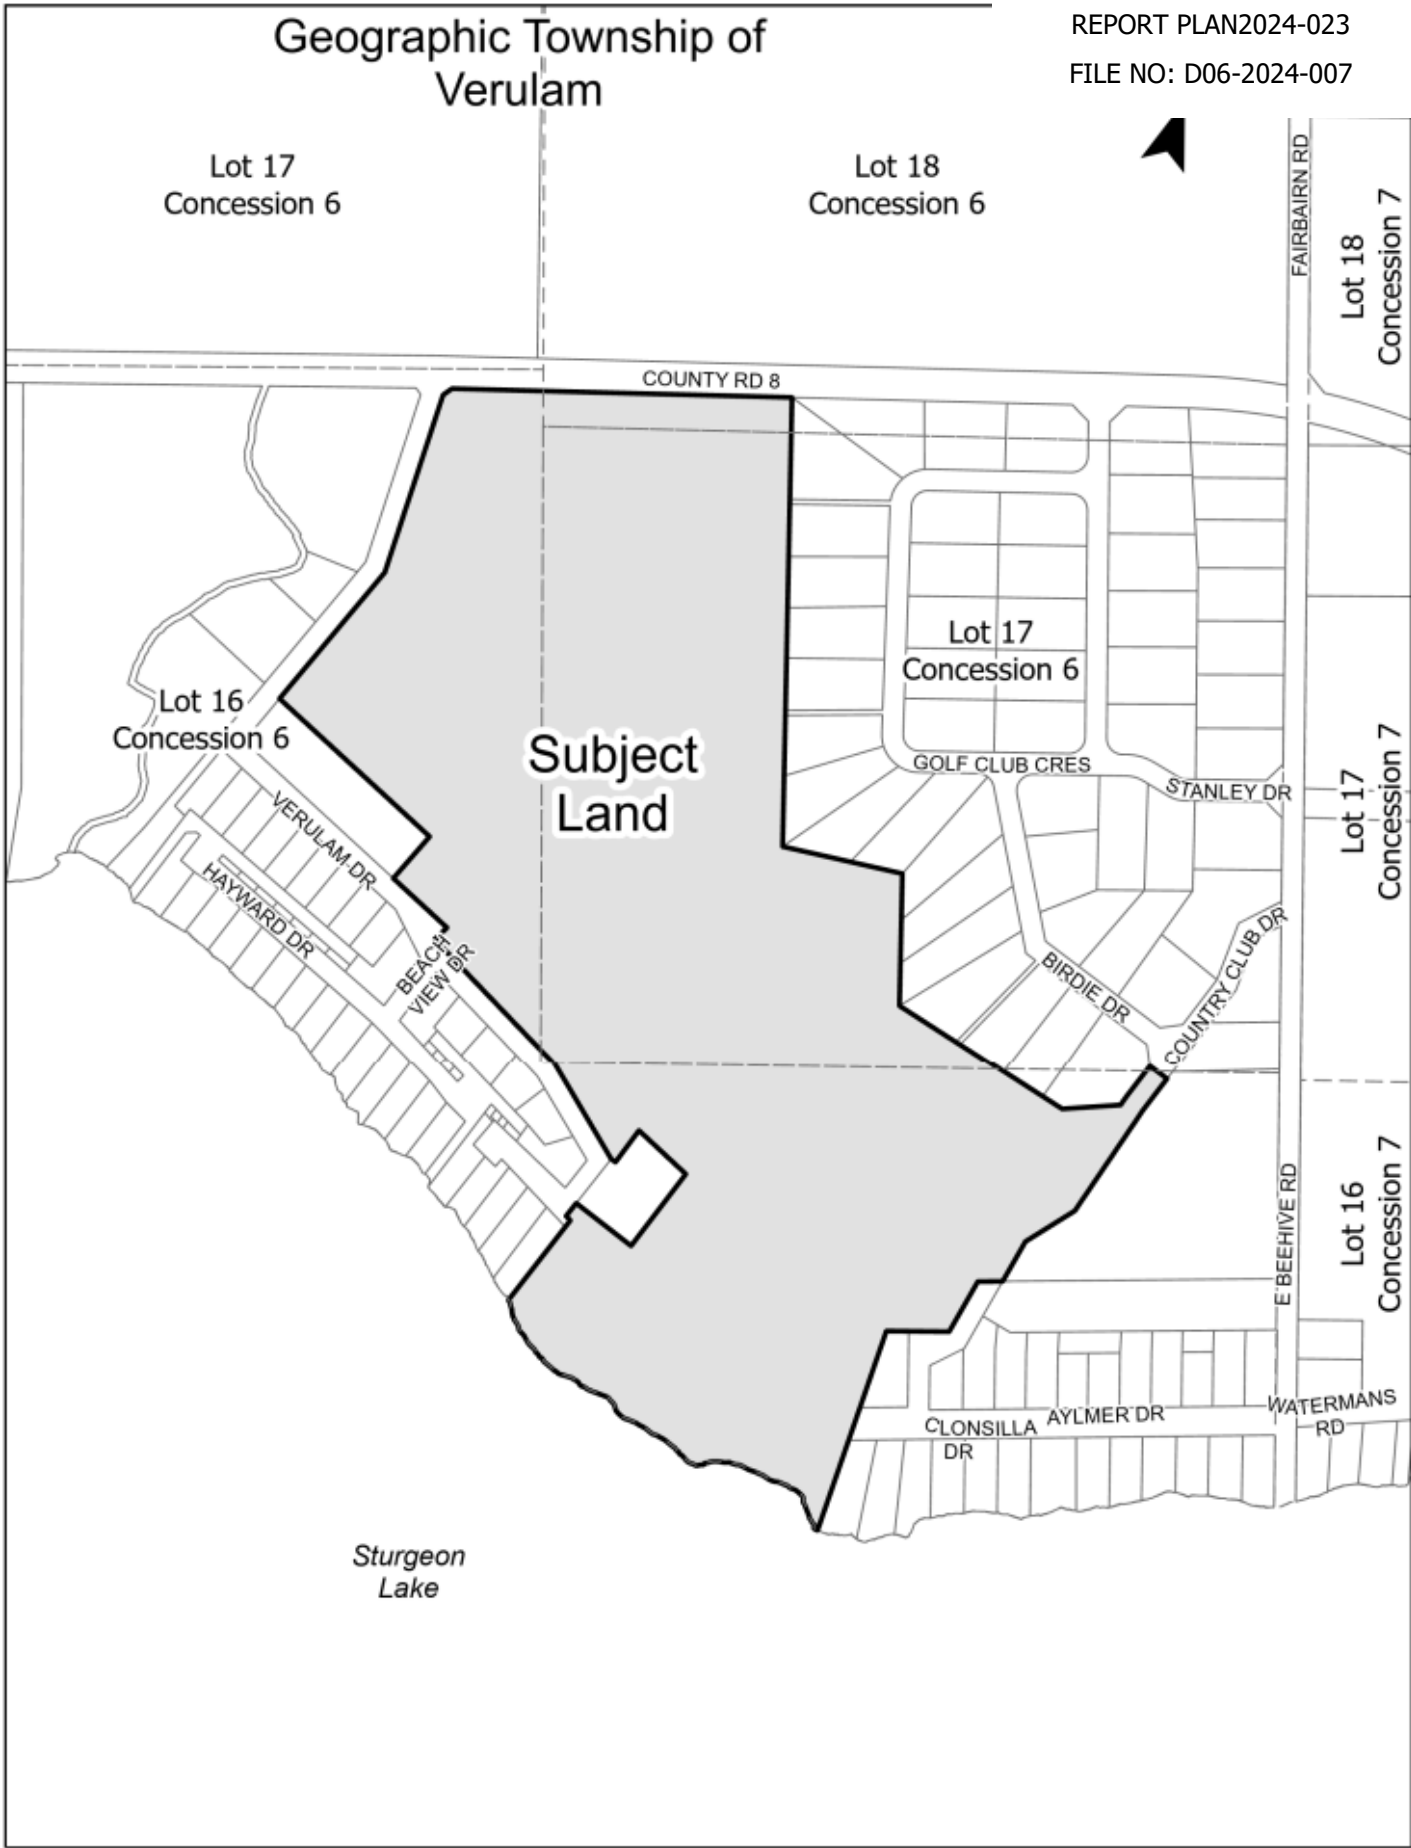 Geographic Township of
Verulam
REPORT PLAN2024-023
FILE NO: D06-2024-007
Lot 17
Concession 6
Lot 18
Concession 6
FAIRBAIRN RD
Lot 18
Concession 7
COUNTY RD 8
Lot 17
Concession 6
Lot 16
Concession 6
Subject
Land
GOLF CLUB CRES
STANLEY DR
Lot 17
Concession 7
VERULAM DR
HAYWARD DR
BEACH
VIEW DR
BIRDIE DR
COUNTRY CLUB DR
E BEEHIVE RD
Lot 16
Concession 7
CLONSILLA
DR
AYLMER DR
WATERMANS
RD
Sturgeon
Lake